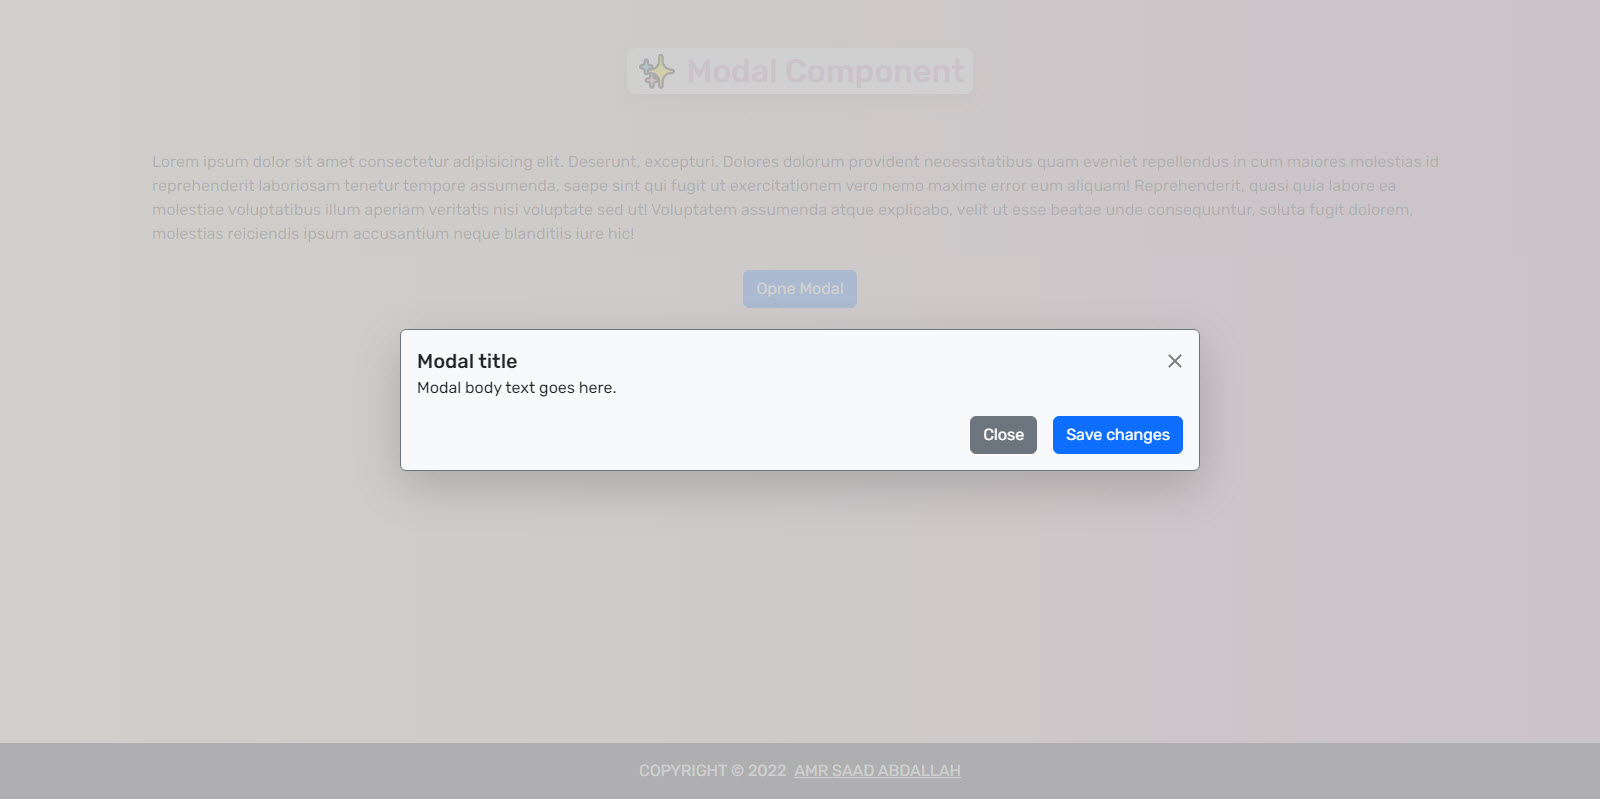 Modal Component
Lorem ipsum dolor sit amet consectetur adipisicing elit. Deserunt, excepturi. Dolores dolorum provident necessitatibus quam eveniet repellendus in cum maiores molestias id
reprehenderit laboriosam tenetur tempore assumenda, saepe sint qui fugit ut exercitationem vero nemo maxime error eum aliquam! Reprehenderit, quasi quia labore ea
molestiae voluptatibus illum aperiam veritatis nisi voluptate sed ut! Voluptatem assumenda atque explicabo, velit ut esse beatae unde consequuntur, soluta fugit dolorem,
molestias reiciendis ipsum accusantium neque blanditiis iure hic!
Opne Modal
Modal title
Modal body text goes here.
Close Save changes
COPYRIGHT © 2022 AMR SAAD ABDALLAH